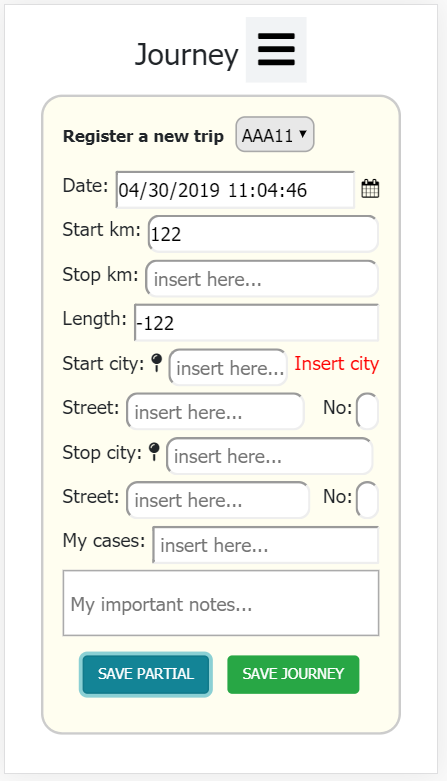 Journey
Register a new trip AAA11
Date: 04/30/2019 11:04:46
Start km: 122
Stop km: insert here...
Length: -122
Start city: insert here... Insert city
Street: insert here... No:
Stop city: insert here...
Street: insert here... No:
My cases: insert here...
My important notes...
SAVE PARTIAL SAVE JOURNEY